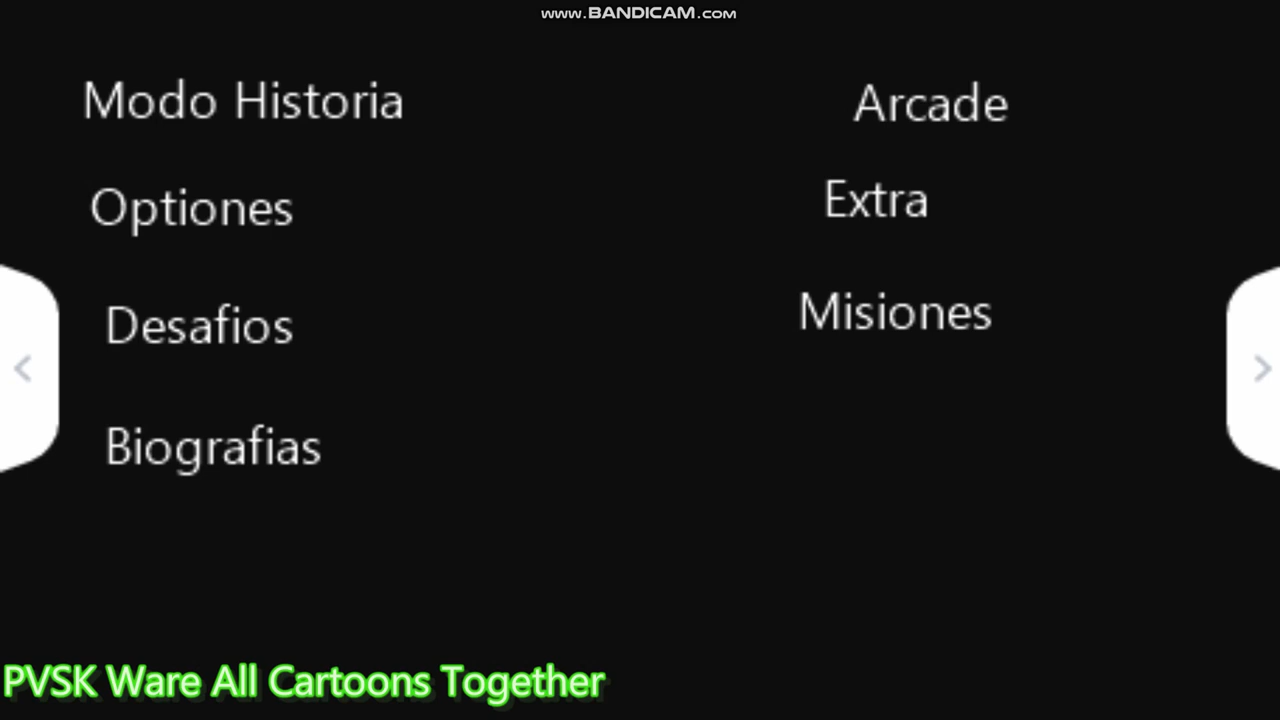 www.BANDICAM.com
Modo Historia
Arcade
Optiones
Extra
Desafios
Misiones
Biografias
PVSK Ware All Cartoons Together